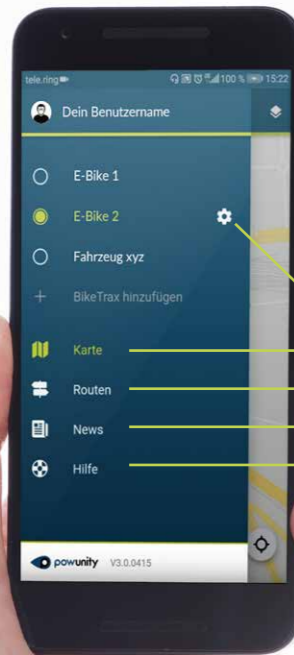 tele.ring 100 % 15:22
Dein Benutzername
E-Bike 1
E-Bike 2
Fahrzeug xyz
+ BikeTrax hinzufügen
Karte
Routen
News
Hilfe
powunity V3.0.0415